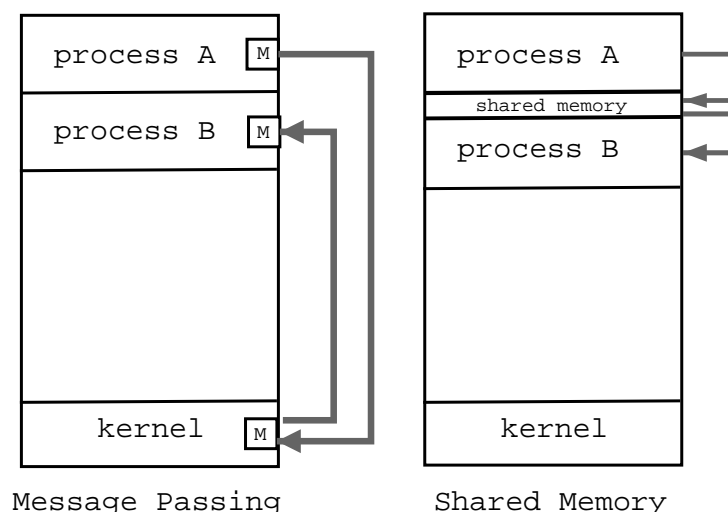 process A
M
process B
M
kernel
M
Message Passing
process A
shared memory
process B
kernel
Shared Memory